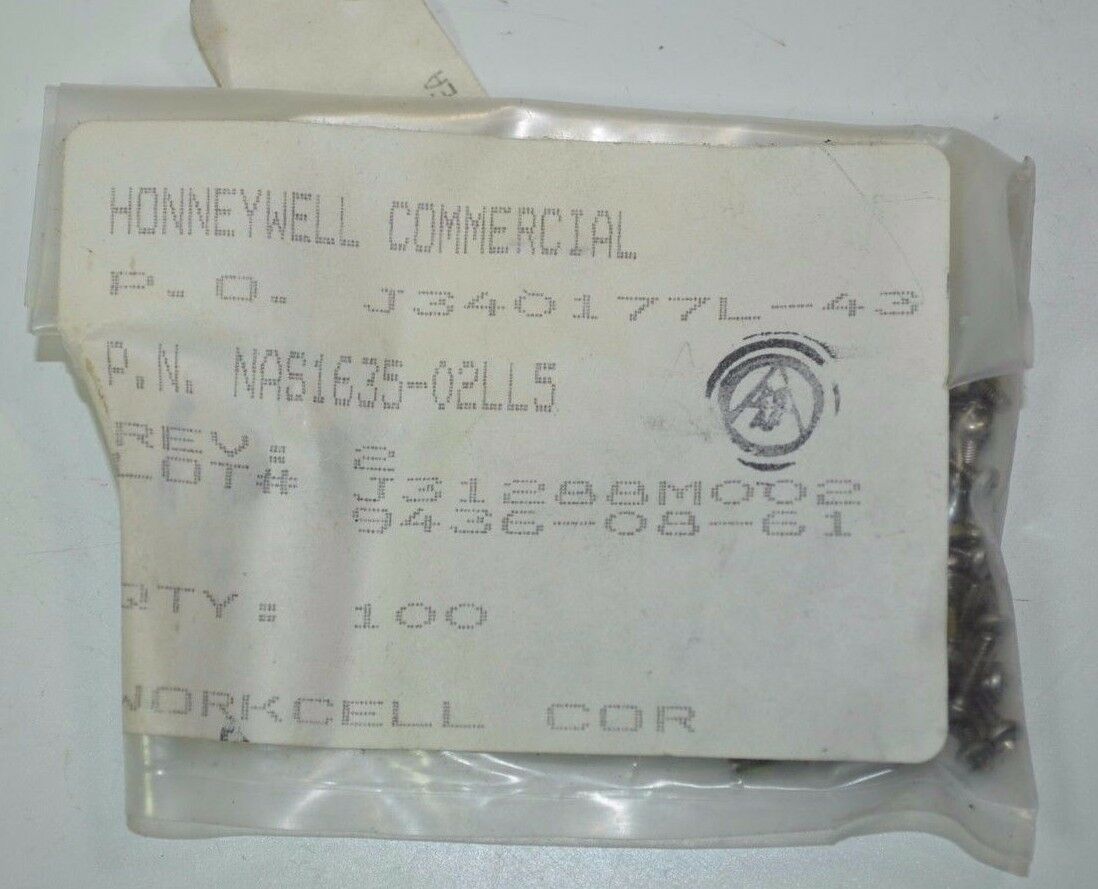 HONNEYWELL COMMERCIAL
P.O. J340177L-43
P.N. NAS1635-02LL5
REV: 2
LOT# J31288M002
9436-08-61
QTY: 100
WORKCELL COR